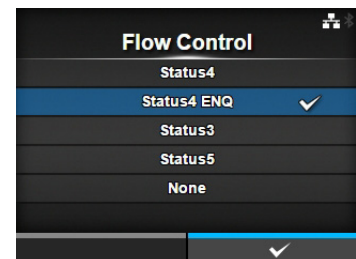 Flow Control
Status4
Status4 ENQ
Status3
Status5
None